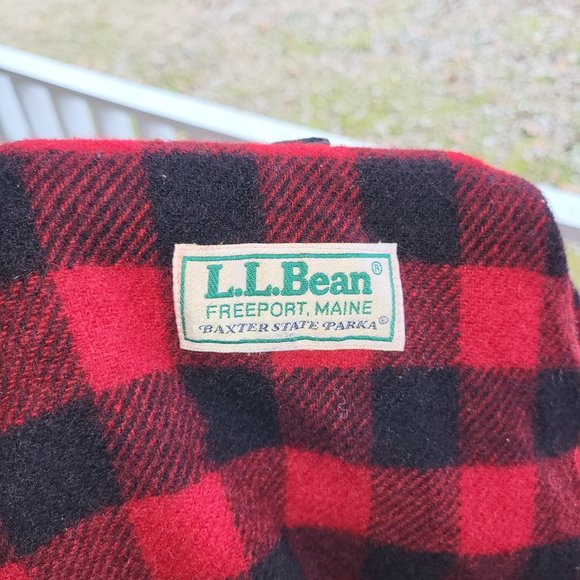 L.L.Bean®
FREEPORT, MAINE
BAXTER STATE PARKA®